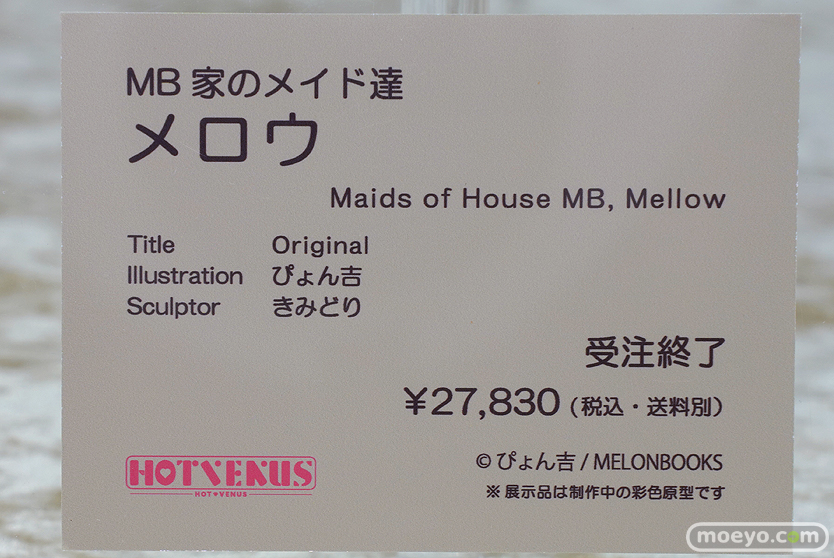 MB 家のメイド達
メロウ
Maids of House MB, Mellow
Title Original
Illustration ぴょん吉
Sculptor きみどり
受注終了
¥27,830 (税込・送料別)
© ぴょん吉 / MELONBOOKS
※ 展示品は制作中の彩色原型です
HOTVENUS
HOT♥VENUS
moeyo.com